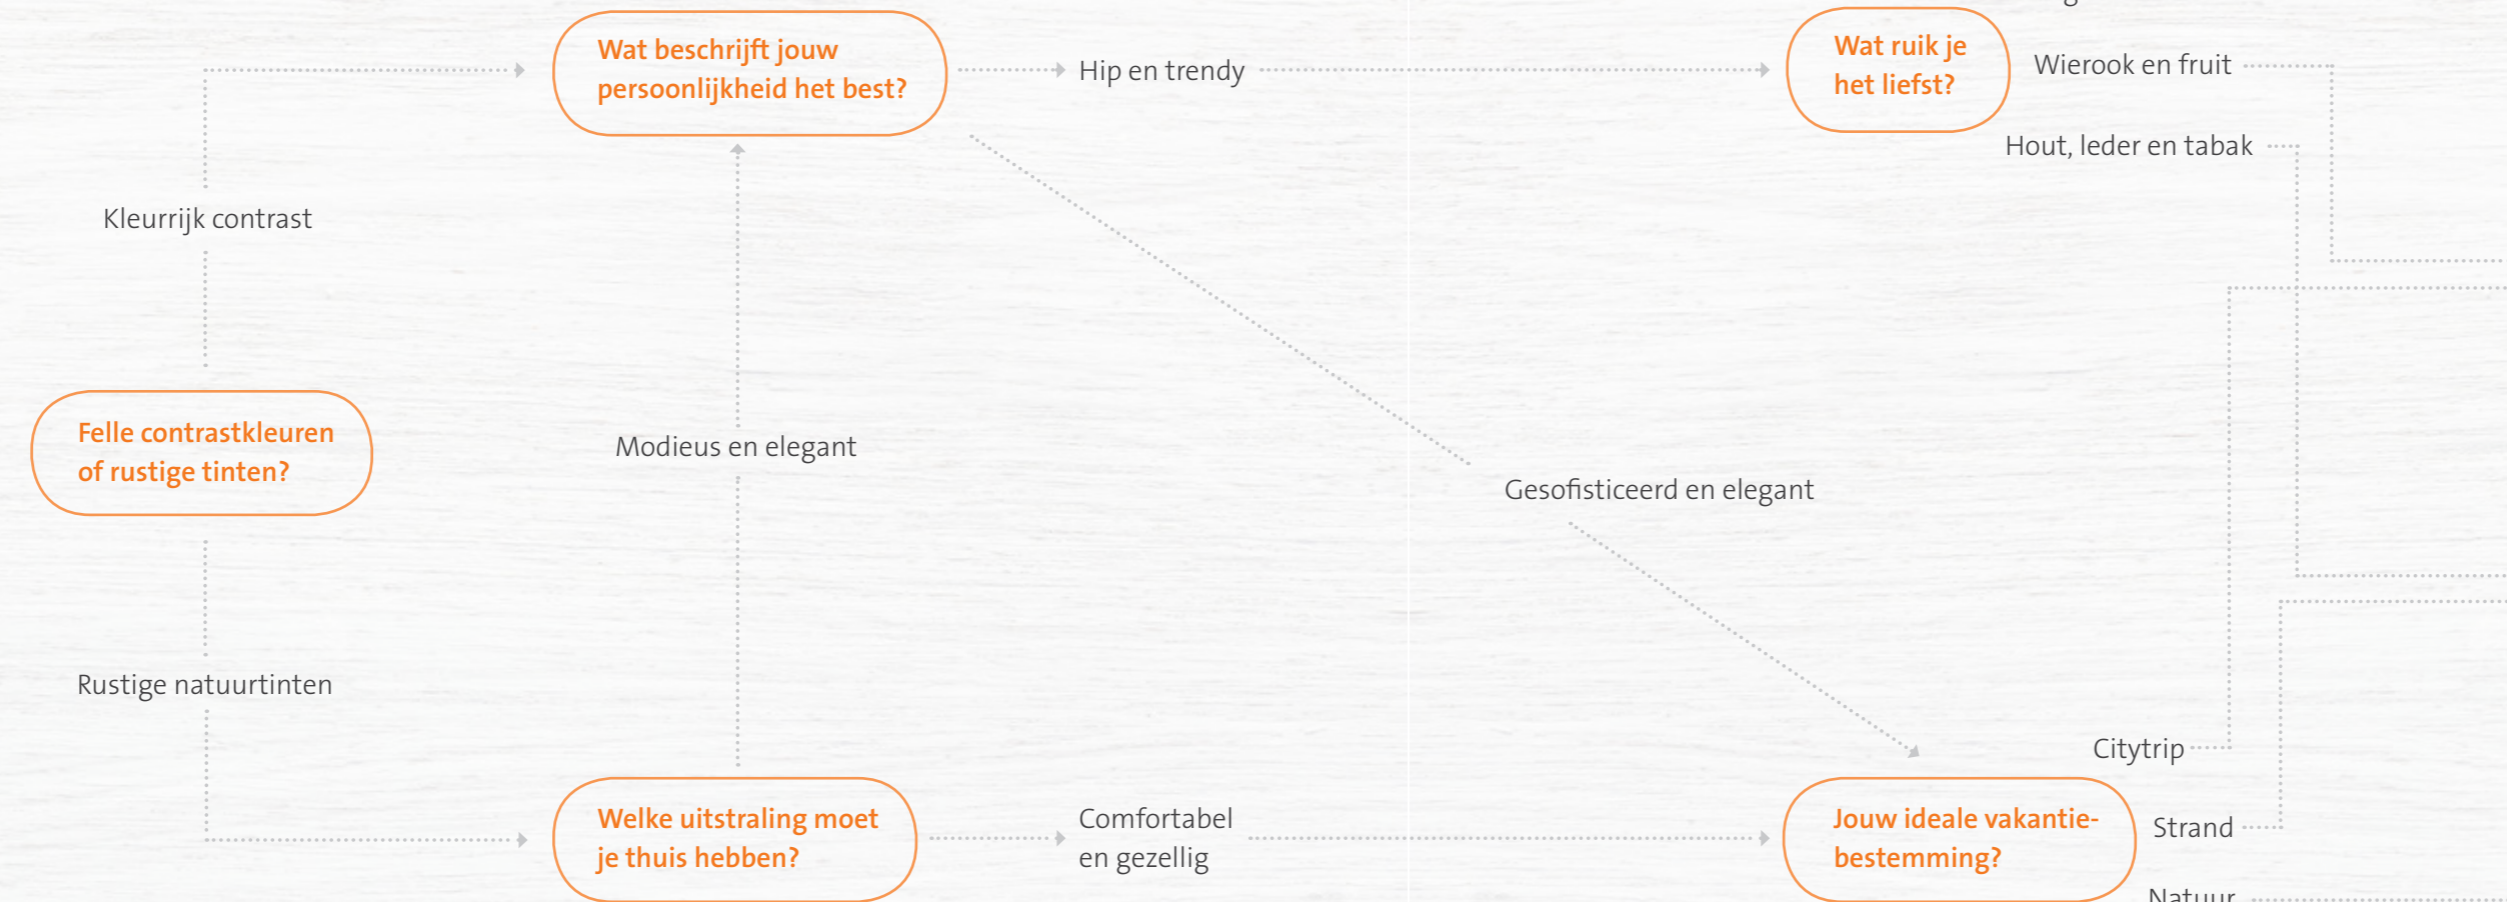 Wat beschrijft jouw
persoonlijkheid het best?
Hip en trendy
Wat ruik je
het liefst?
Wierook en fruit
Hout, leder en tabak
Kleurrijk contrast
Felle contrastkleuren
of rustige tinten?
Modieus en elegant
Gesofisticeerd en elegant
Rustige natuurtinten
Citytrip
Welke uitstraling moet
je thuis hebben?
Comfortabel
en gezellig
Jouw ideale vakantie-
bestemming?
Strand
Natuur